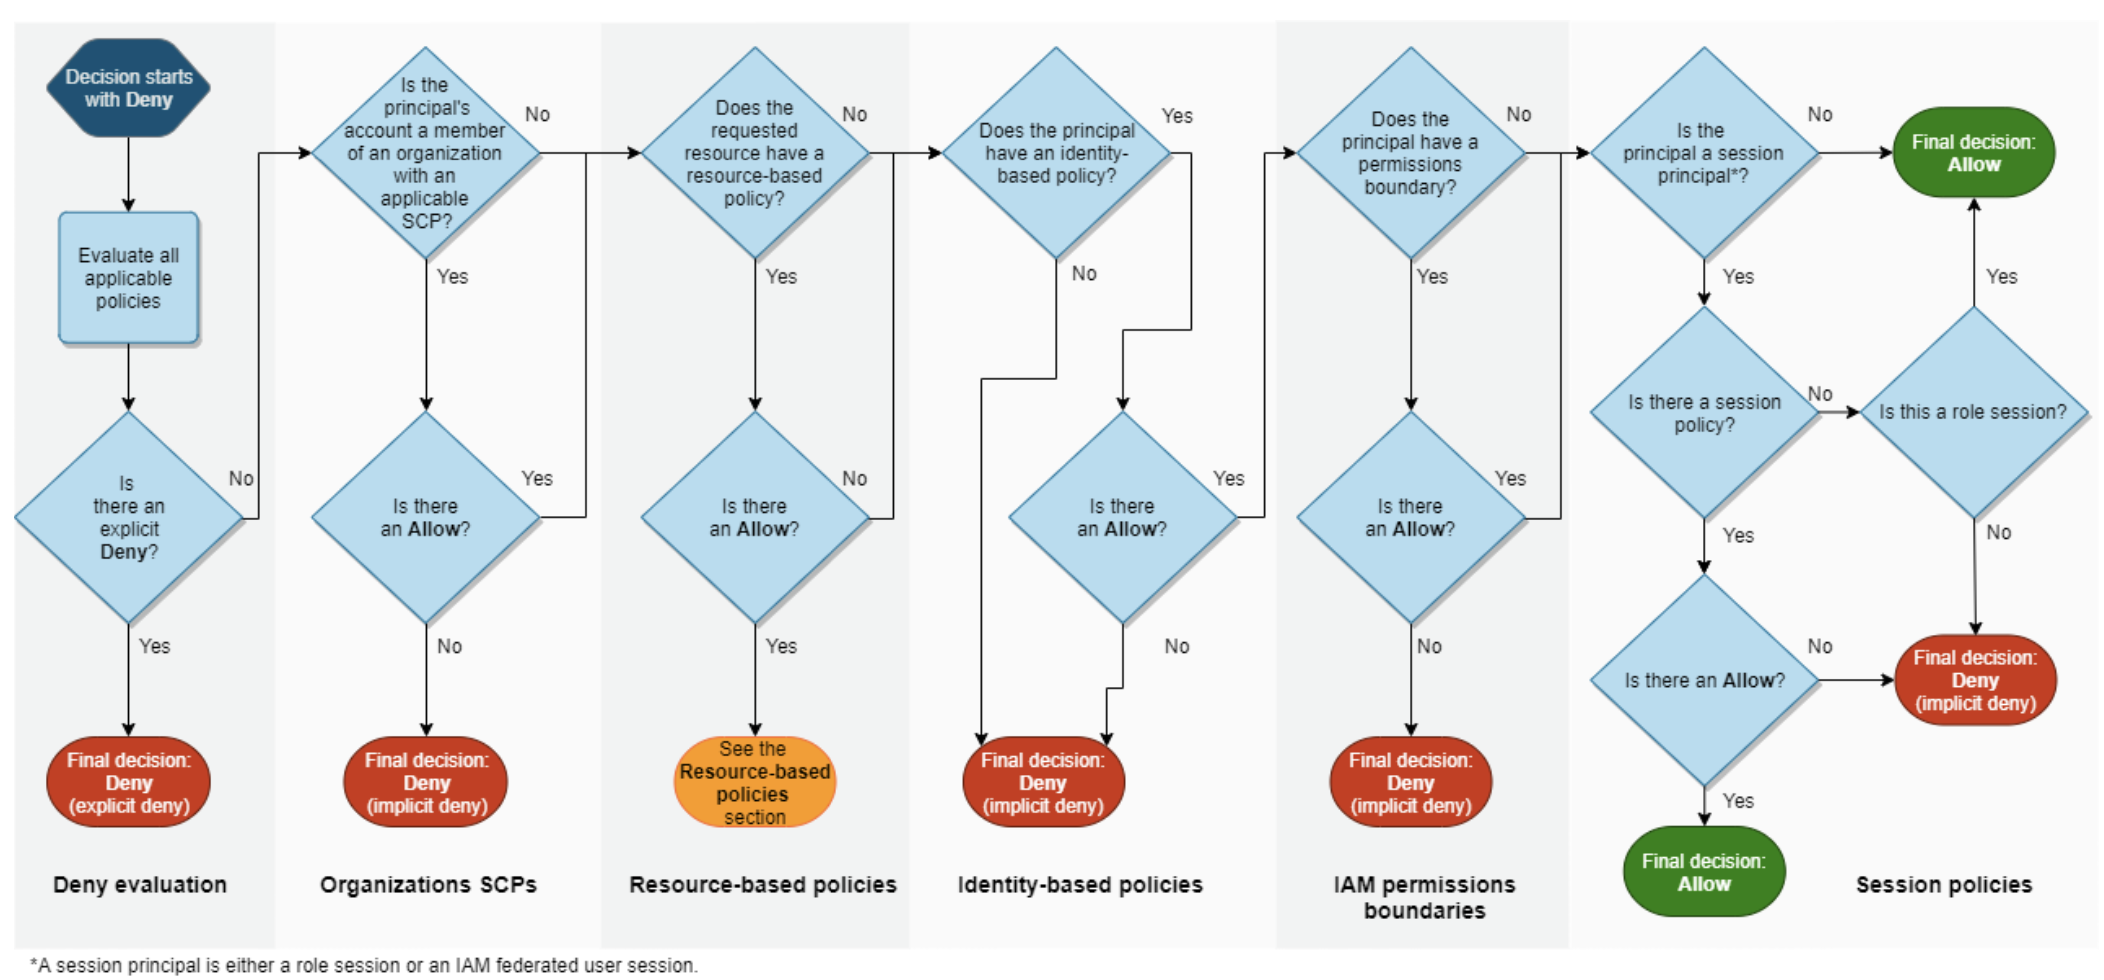 Decision starts
with Deny
Evaluate all
applicable
policies
Is
there an
explicit
Deny?
No
Yes
Final decision:
Deny
(explicit deny)
Deny evaluation
Is the
principal's
account a member
of an organization
with an
applicable
SCP?
No
Yes
Is there
an Allow?
Yes
No
Final decision:
Deny
(implicit deny)
Organizations SCPs
Does the
requested
resource have a
resource-based
policy?
No
Yes
Is there
an Allow?
No
Yes
See the
Resource-based
policies
section
Resource-based policies
Does the principal
have an identity-
based policy?
Yes
No
Is there
an Allow?
Yes
No
Final decision:
Deny
(implicit deny)
Identity-based policies
Does the
principal have a
permissions
boundary?
No
Yes
Is there
an Allow?
Yes
No
Final decision:
Deny
(implicit deny)
IAM permissions
boundaries
Is the
principal a session
principal*?
No
Final decision:
Allow
Yes
Yes
Is there a session
policy?
No
Is this a role session?
Yes
No
Is there an Allow?
No
Final decision:
Deny
(implicit deny)
Yes
Final decision:
Allow
Session policies
*A session principal is either a role session or an IAM federated user session.